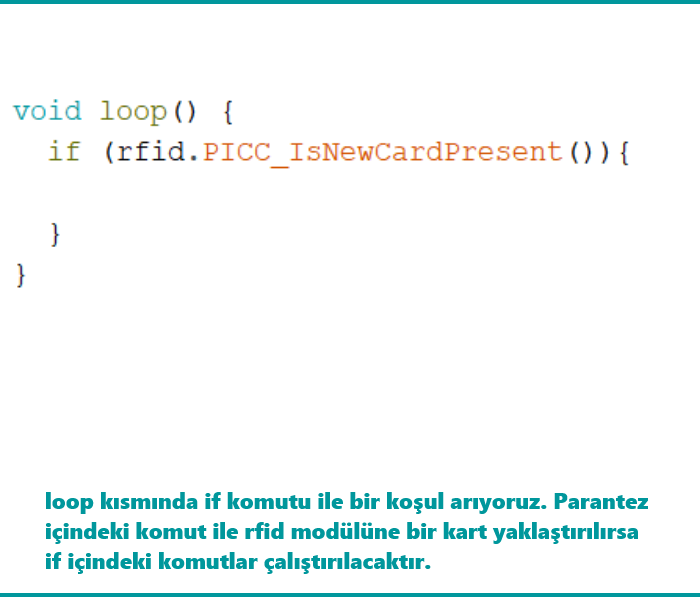 void loop() {
if (rfid.PICC_IsNewCardPresent()){
}
}
loop kısmında if komutu ile bir koşul arıyoruz. Parantez
içindeki komut ile rfid modülüne bir kart yaklaştırılırsa
if içindeki komutlar çalıştırılacaktır.